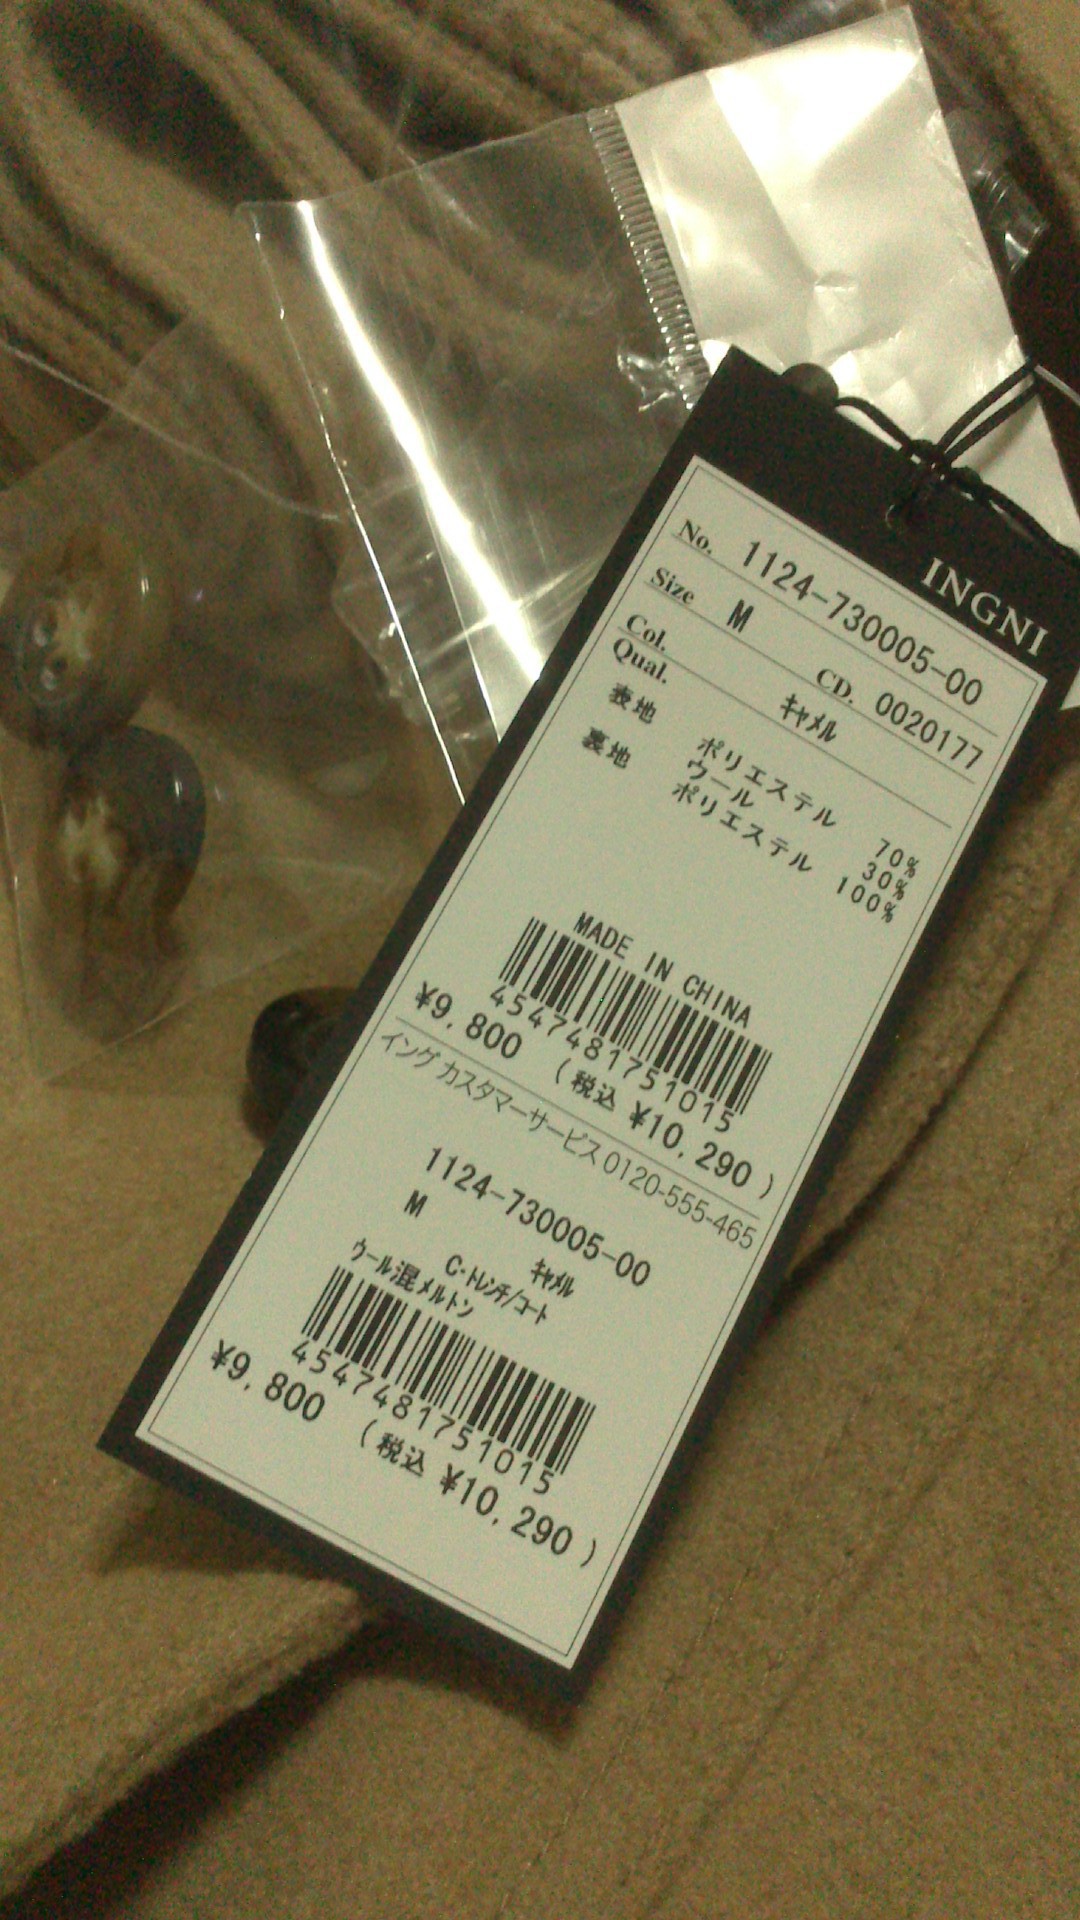 INGNI
No. 1124-730005-00
Size M CD. 0020177
Col. キャメル
Qual.
表地 ポリエステル 70%
ウール 30%
裏地 ポリエステル 100%
MADE IN CHINA
4547481751015
¥9,800 (税込 ¥10,290)
イング カスタマーサービス 0120-555-465
1124-730005-00
M キャメル
C・トレンチ/コート
ウール混メルトン
4547481751015
¥9,800 (税込 ¥10,290)